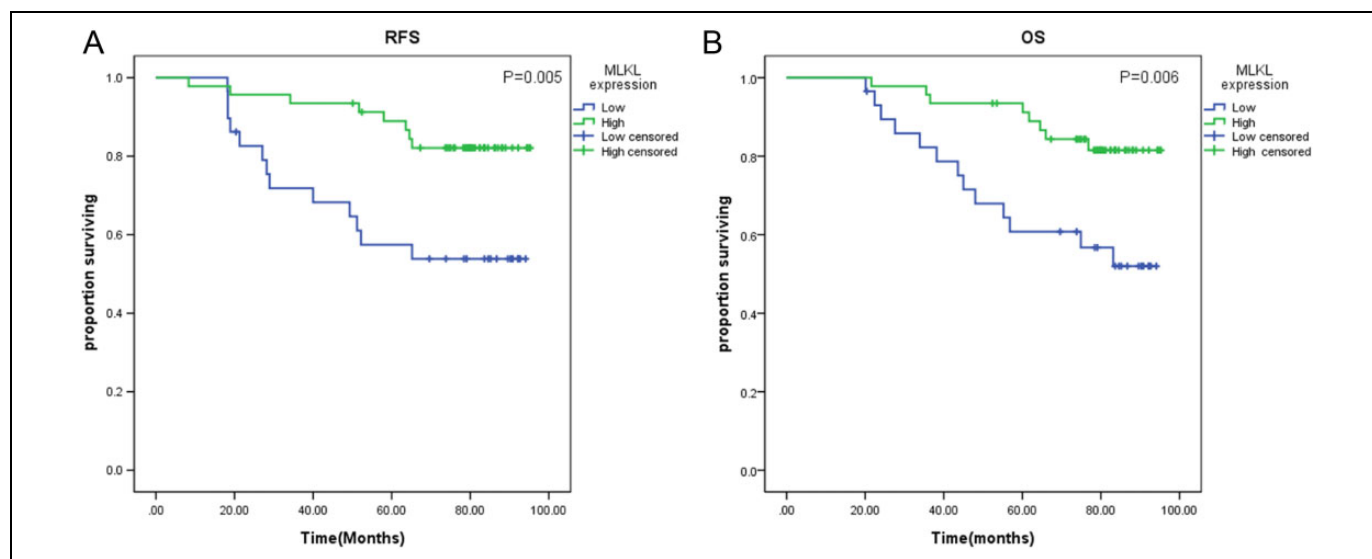 A
RFS
P=0.005
MLKL
expression
Low
High
Low censored
High censored
proportion surviving
1.0
0.8
0.6
0.4
0.2
0.0
.00 20.00 40.00 60.00 80.00 100.00
Time(Months)
B
OS
P=0.006
MLKL
expression
Low
High
Low censored
High censored
proportion surviving
1.0
0.8
0.6
0.4
0.2
0.0
.00 20.00 40.00 60.00 80.00 100.00
Time(months)